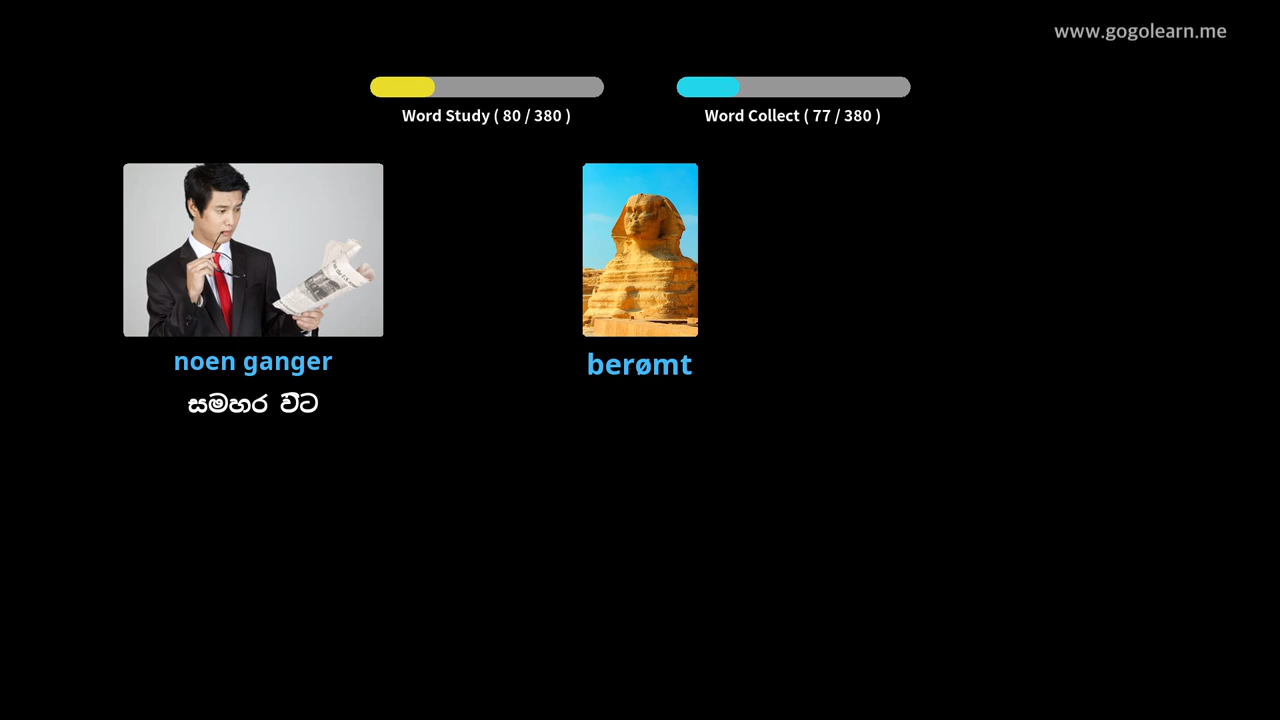 www.gogolearn.me
Word Study ( 80 / 380 )
Word Collect ( 77 / 380 )
noen ganger
berømt
සමහර විට